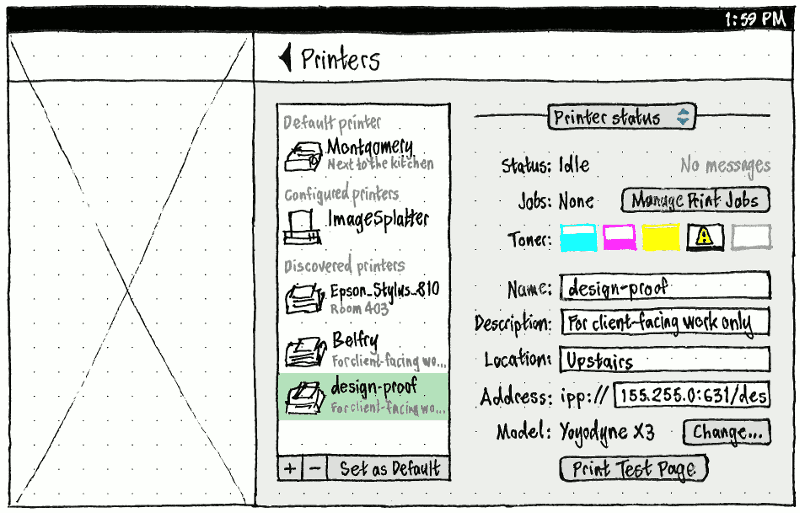 1:59 PM
Printers
Default printer
Montgomery
Next to the kitchen
Configured printers
ImageSplatter
Discovered printers
Epson_Stylus_810
Room 403
Belfry
For client-facing wo...
design-proof
For client-facing wo...
+ - Set as Default
Printer status
Status: Idle No messages
Jobs: None Manage Print Jobs
Toner:
Name: design-proof
Description: For client-facing work only
Location: Upstairs
Address: ipp:// 155.255.0:631/des
Model: Yoyodyne X3 Change...
Print Test Page